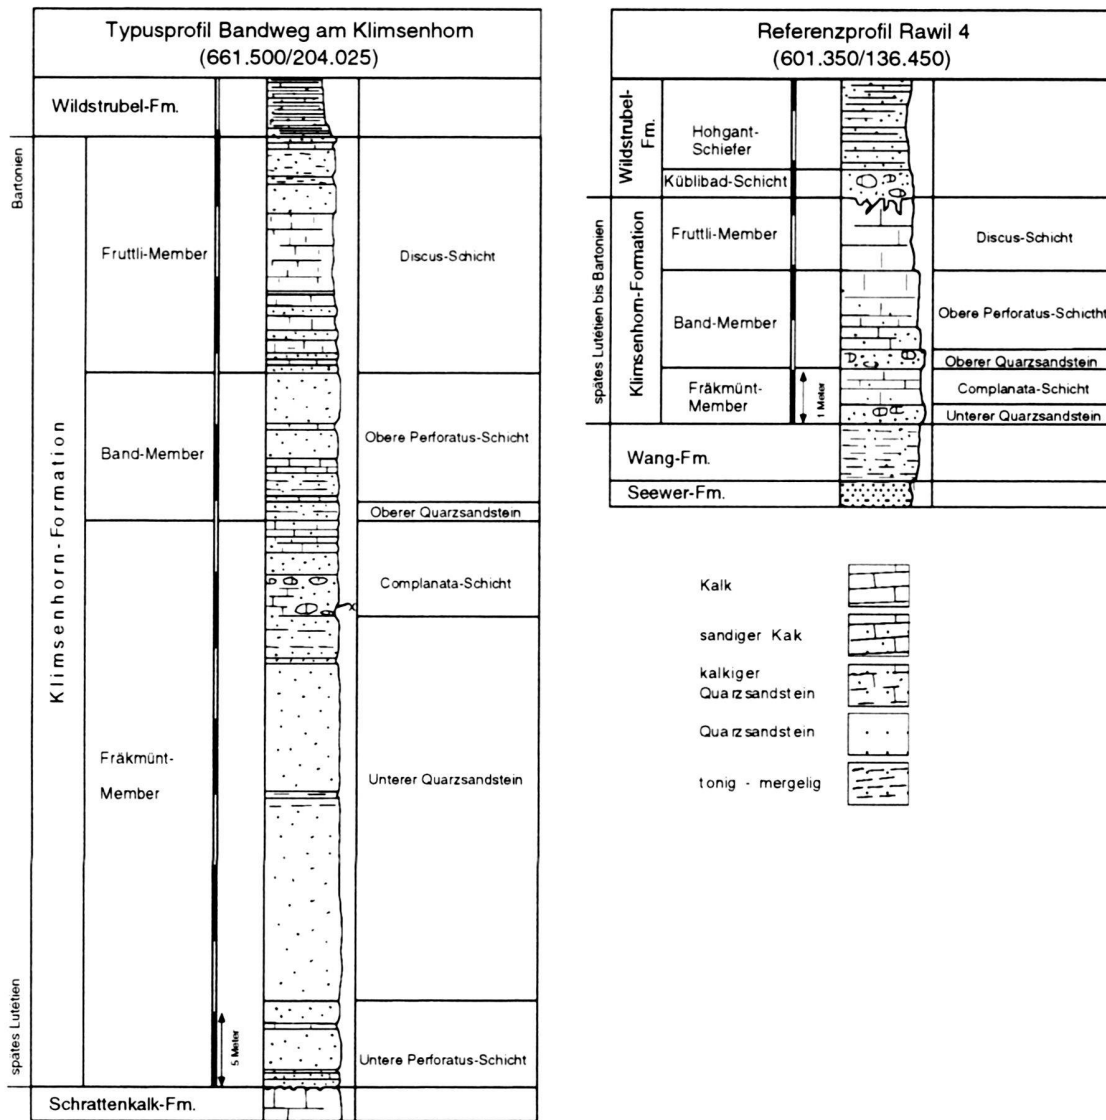 Typusprofil Bandweg am Klimsenhorn
(661.500/204.025)
Wildstrubel-Fm.
Bartonien
Fruttli-Member
Discus-Schicht
Klimsenhorn-Formation
Band-Member
Obere Perforatus-Schicht
Oberer Quarzsandstein
Complanata-Schicht
Fräkmünt-
Member
Unterer Quarzsandstein
spätes Lutétien
5 Meter
Untere Perforatus-Schicht
Schrattenkalk-Fm.
Referenzprofil Rawil 4
(601.350/136.450)
Wildstrubel-
Fm.
Hohgant-
Schiefer
Küblibad-Schicht
spätes Lutétien bis Bartonien
Klimsenhorn-Formation
Fruttli-Member
Discus-Schicht
Band-Member
Obere Perforatus-Schictht
Oberer Quarzsandstein
Fräkmünt-
Member
1 Meter
Complanata-Schicht
Unterer Quarzsandstein
Wang-Fm.
Seewer-Fm.
Kalk
sandiger Kak
kalkiger
Quarzsandstein
Quarzsandstein
tonig - mergelig